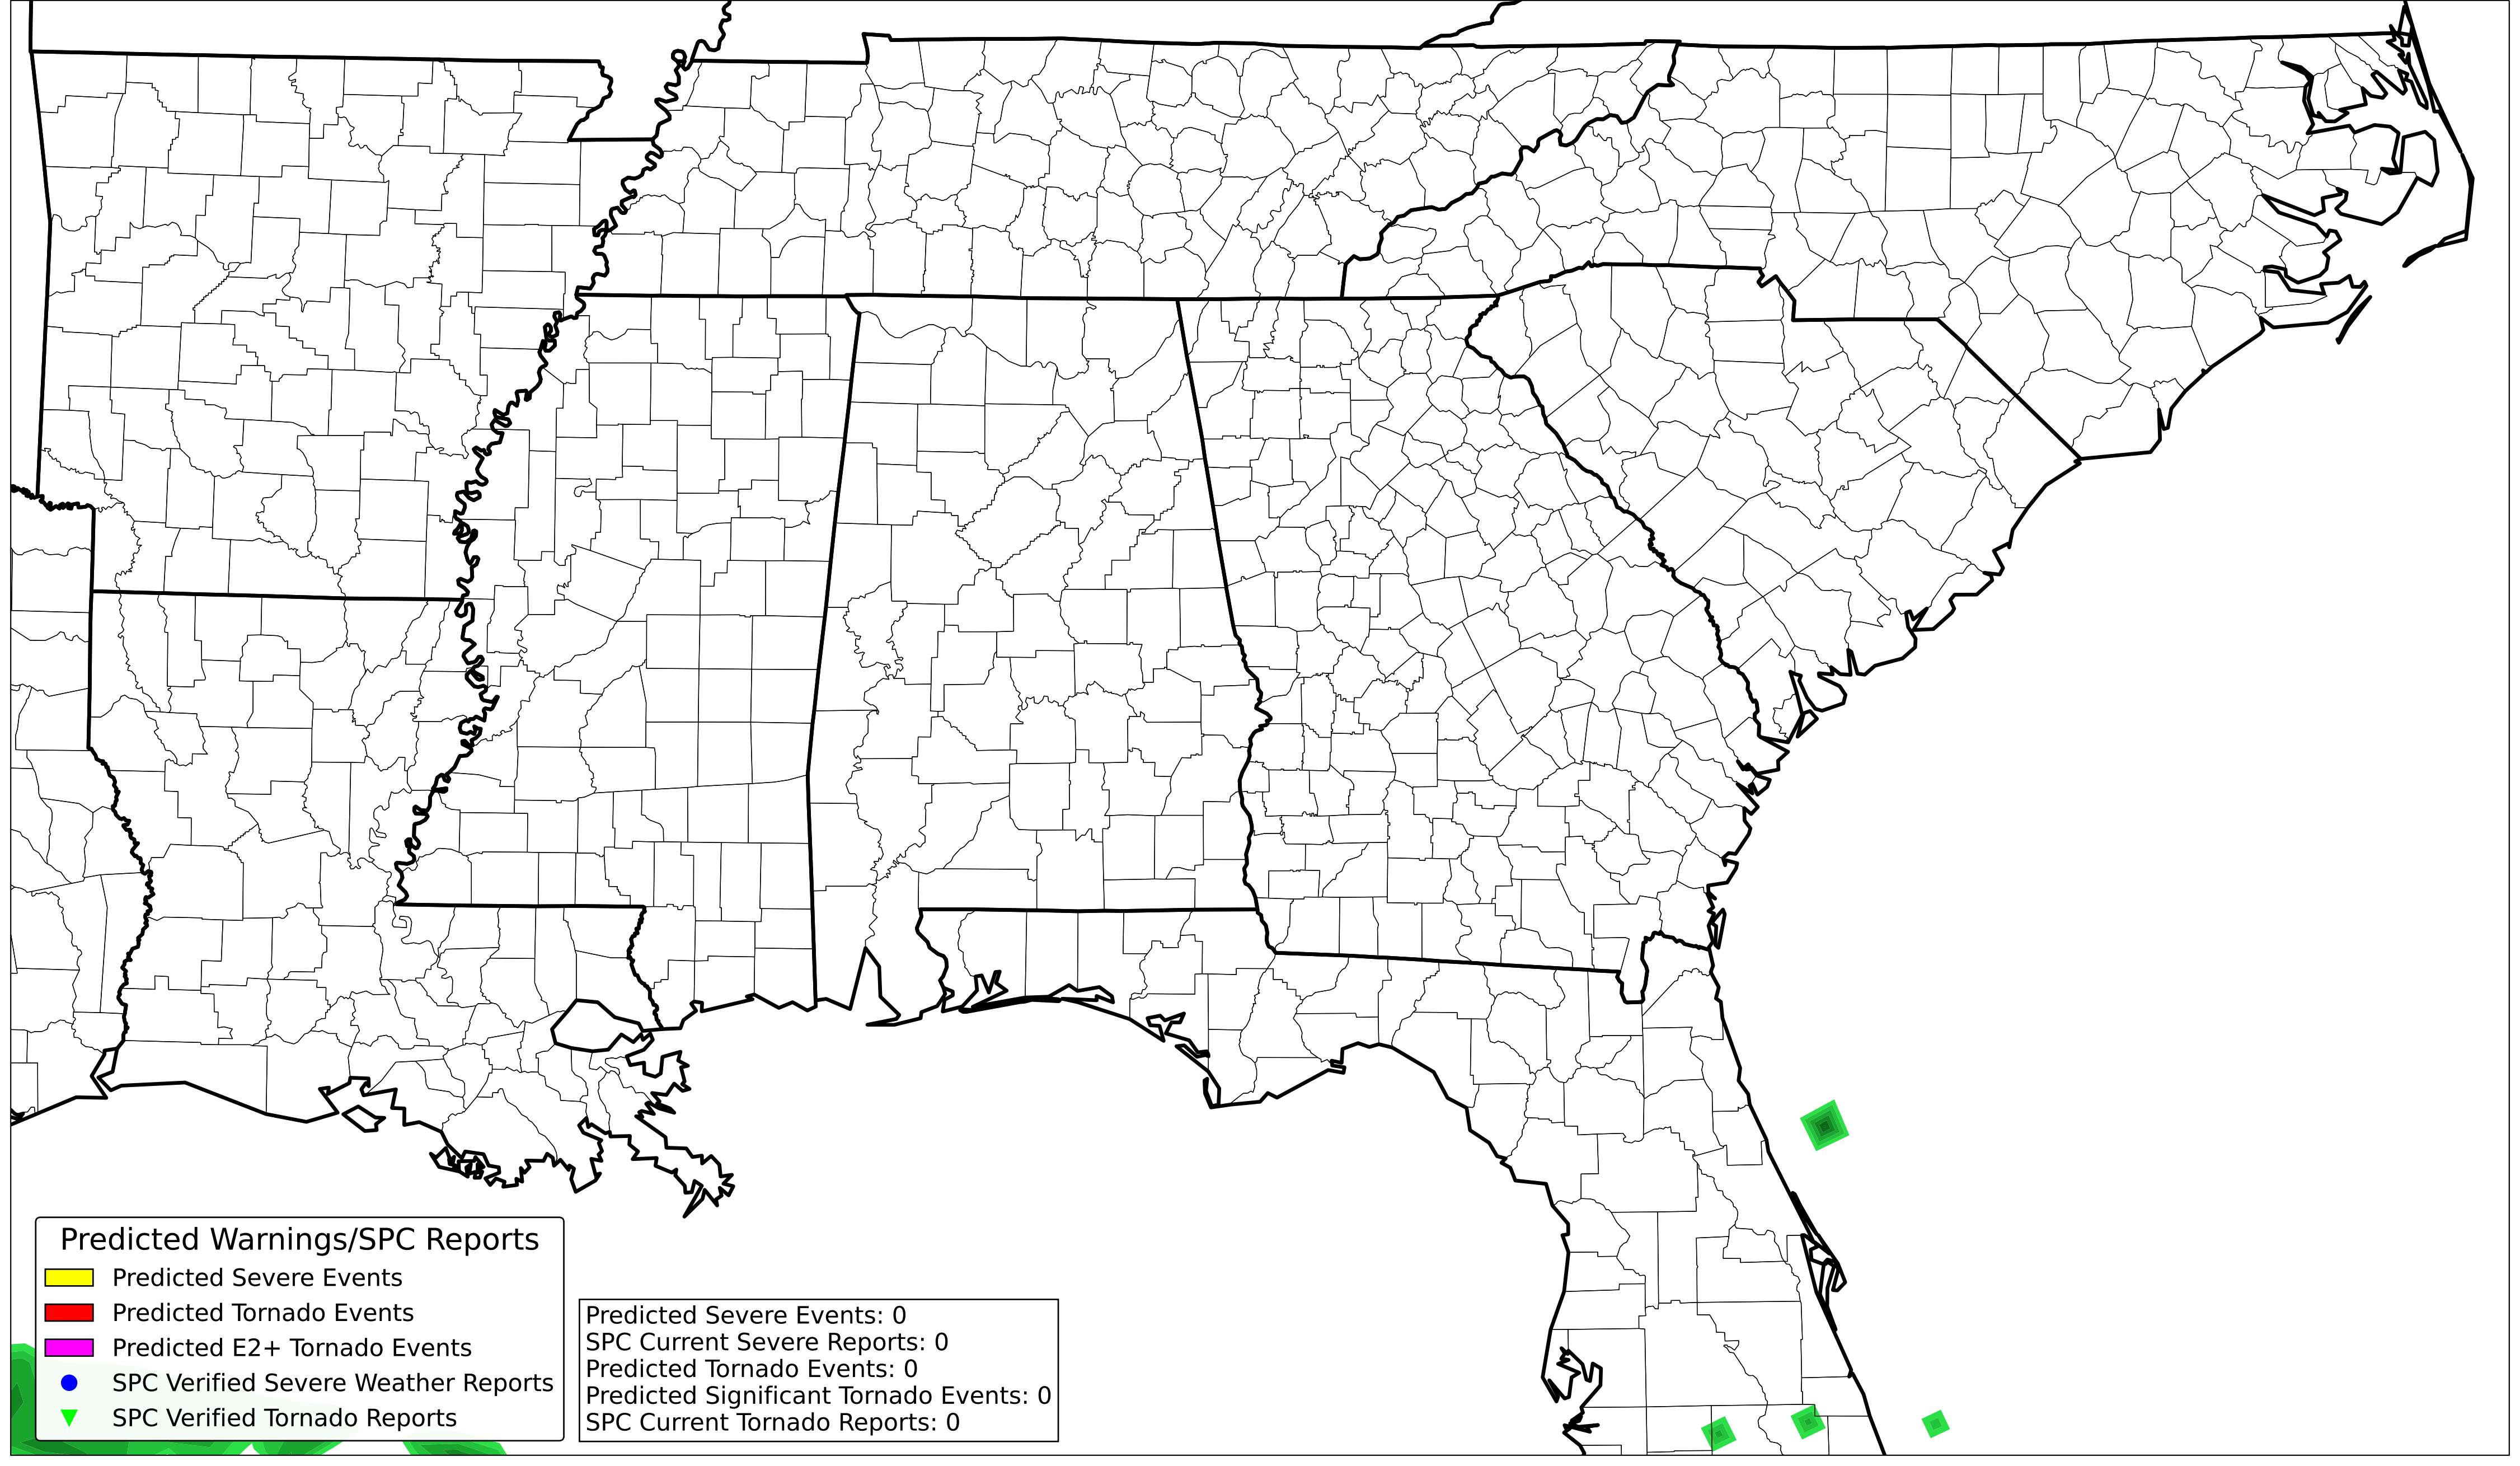 Predicted Warnings/SPC Reports
Predicted Severe Events
Predicted Tornado Events
Predicted E2+ Tornado Events
SPC Verified Severe Weather Reports
SPC Verified Tornado Reports
Predicted Severe Events: 0
SPC Current Severe Reports: 0
Predicted Tornado Events: 0
Predicted Significant Tornado Events: 0
SPC Current Tornado Reports: 0